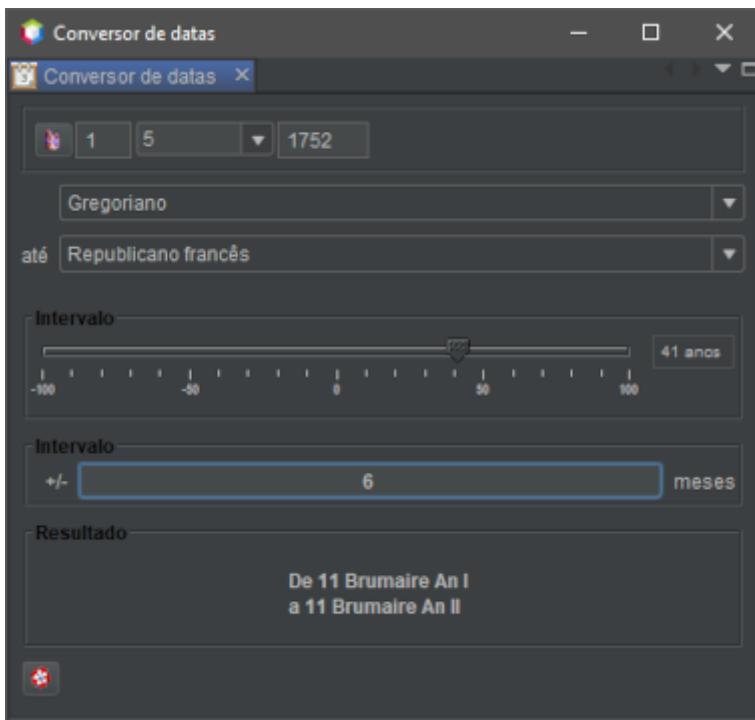 Conversor de datas
Conversor de datas
1 5 1752
Gregoriano
até Republicano francês
Intervalo
41 anos
-100 -50 0 50 100
Intervalo
+/- 6 meses
Resultado
De 11 Brumaire An I
a 11 Brumaire An II